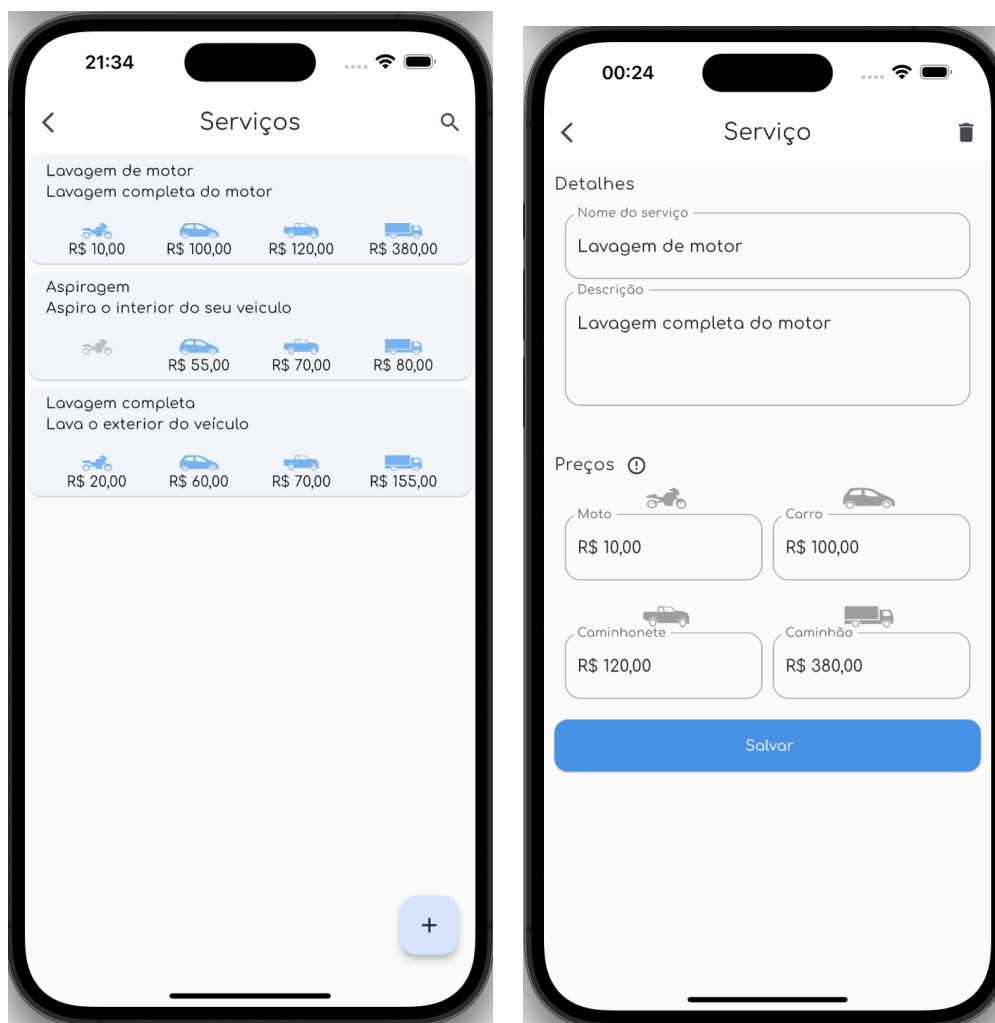 21:34
Serviços
Lavagem de motor
Lavagem completa do motor
R$ 10,00 R$ 100,00 R$ 120,00 R$ 380,00
Aspiragem
Aspira o interior do seu veiculo
R$ 55,00 R$ 70,00 R$ 80,00
Lavagem completa
Lava o exterior do veículo
R$ 20,00 R$ 60,00 R$ 70,00 R$ 155,00
+
00:24
Serviço
Detalhes
Nome do serviço
Lavagem de motor
Descrição
Lavagem completa do motor
Preços
Moto Carro
R$ 10,00 R$ 100,00
Caminhonete Caminhão
R$ 120,00 R$ 380,00
Salvar